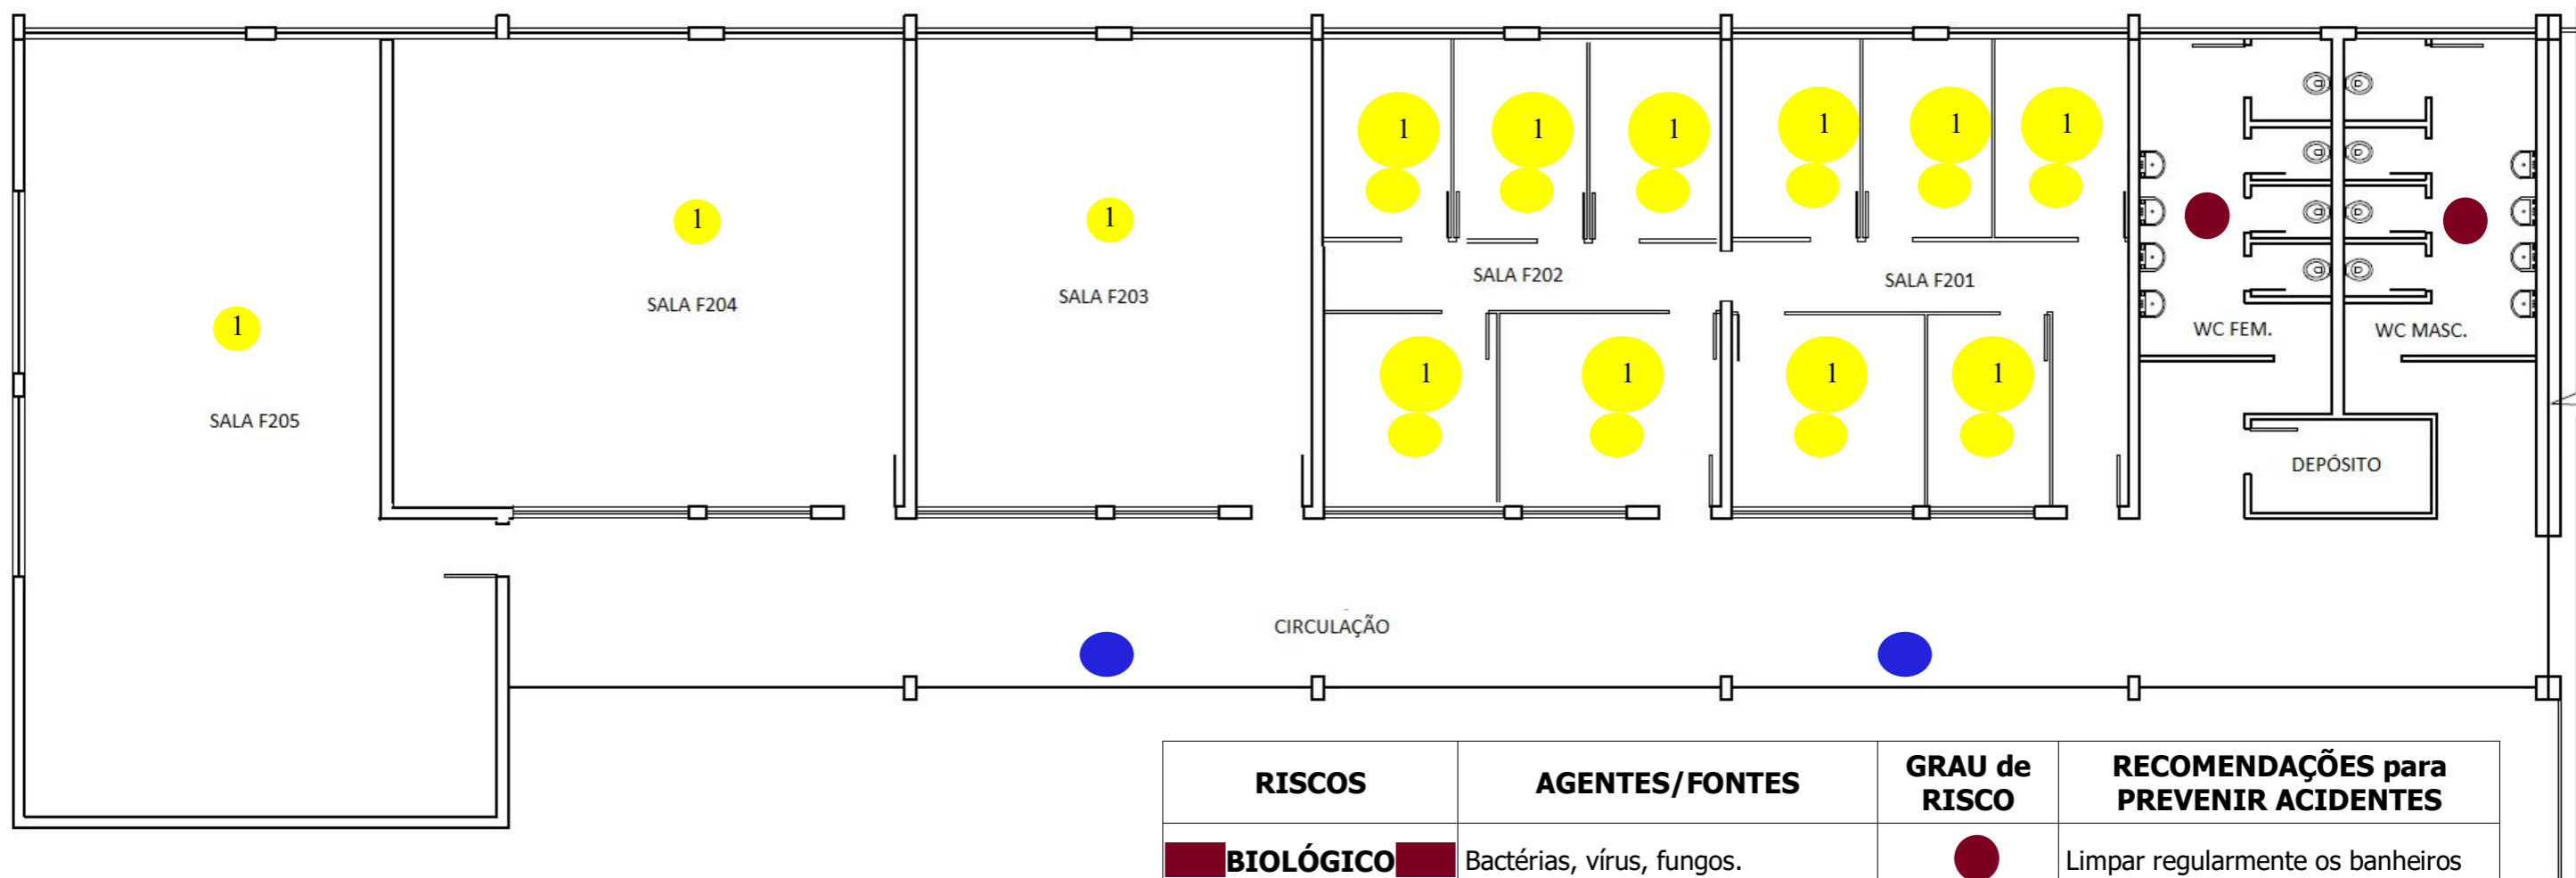 1 1 1 1 1 1
1 1 1
SALA F202
SALA F201
SALA F203
SALA F204
WC FEM.
WC MASC.
1
1 1 1 1
SALA F205
DEPÓSITO
CIRCULAÇÃO
RISCOS AGENTES/FONTES GRAU de RISCO RECOMENDAÇÕES para PREVENIR ACIDENTES
BIOLÓGICO Bactérias, vírus, fungos. Limpar regularmente os banheiros